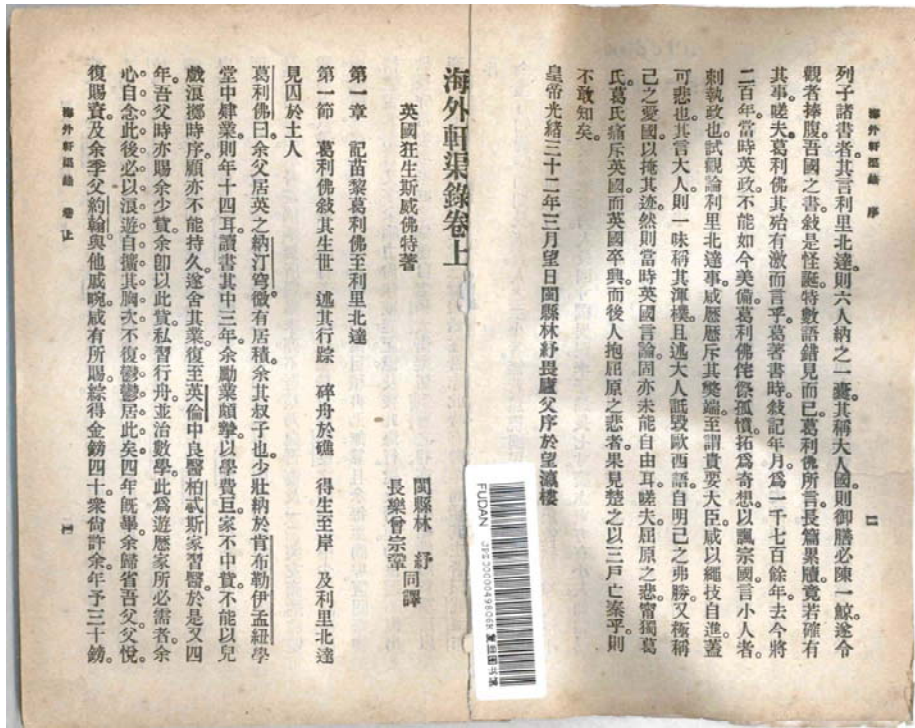 列子諸書者其言利里北達則六人納之一橐其稱大人國則御膳必陳一鯨遂令
觀者捧腹吾國之書敍是怪誕特數語錯見而已葛利佛所言長篇累牘竟若確有
其事嗟夫葛利佛其殆有激而言乎葛著書時敍記年月爲一千七百餘年去今將
二百年當時英政不能如今美備葛利佛侘傺孤憤拓爲奇想以諷宗國言小人者
刺執政也試觀論利里北達事咸歷歷斥其獘端至謂貴要大臣咸以繩技自進蓋
可悲也其言大人則一味稱其渾樸且述大人詆毀歐西語自明己之弗勝又極稱
己之愛國以掩其迹然則當時英國言論固亦未能自由耳嗟夫屈原之悲甯獨葛
氏葛氏痛斥英國而英國卒興而後人抱屈原之悲者果見楚之以三戶亡秦乎則
不敢知矣
皇帝光緒三十二年三月望日閩縣林紓畏廬父序於望瀛樓
海外軒渠錄 序
二
海外軒渠錄卷上
英國狂生斯威佛特著
閩縣林 紓
長樂曾宗鞏
同譯
第一章 記苗黎葛利佛至利里北達
第一節 葛利佛敍其生世 述其行踪 碎舟於礁 得生至岸 及利里北達
見囚於土人
葛利佛曰余父居英之納汀穹微有居積余其叔子也少壯納於肯布勒伊孟紐學
堂中肄業則年十四耳讀書其中三年余勵業頗摯以學費巨家不中貲不能以兒
戲浪擲時序顧亦不能持久遂舍其業復至英倫中良醫柏忒斯家習醫於是又四
年吾父時亦賜余少貲余卽以此貲私習行舟並治數學此爲遊歷家所必需者余
心自念此後必以浪遊自擴其胸次不復鬱鬱居此矣四年旣畢余歸省吾父父悅
復賜賚及余季父約翰與他戚畹咸有所賜綜得金鎊四十衆尙許余年予三十鎊
海外軒渠錄 卷上
一
FUDAN